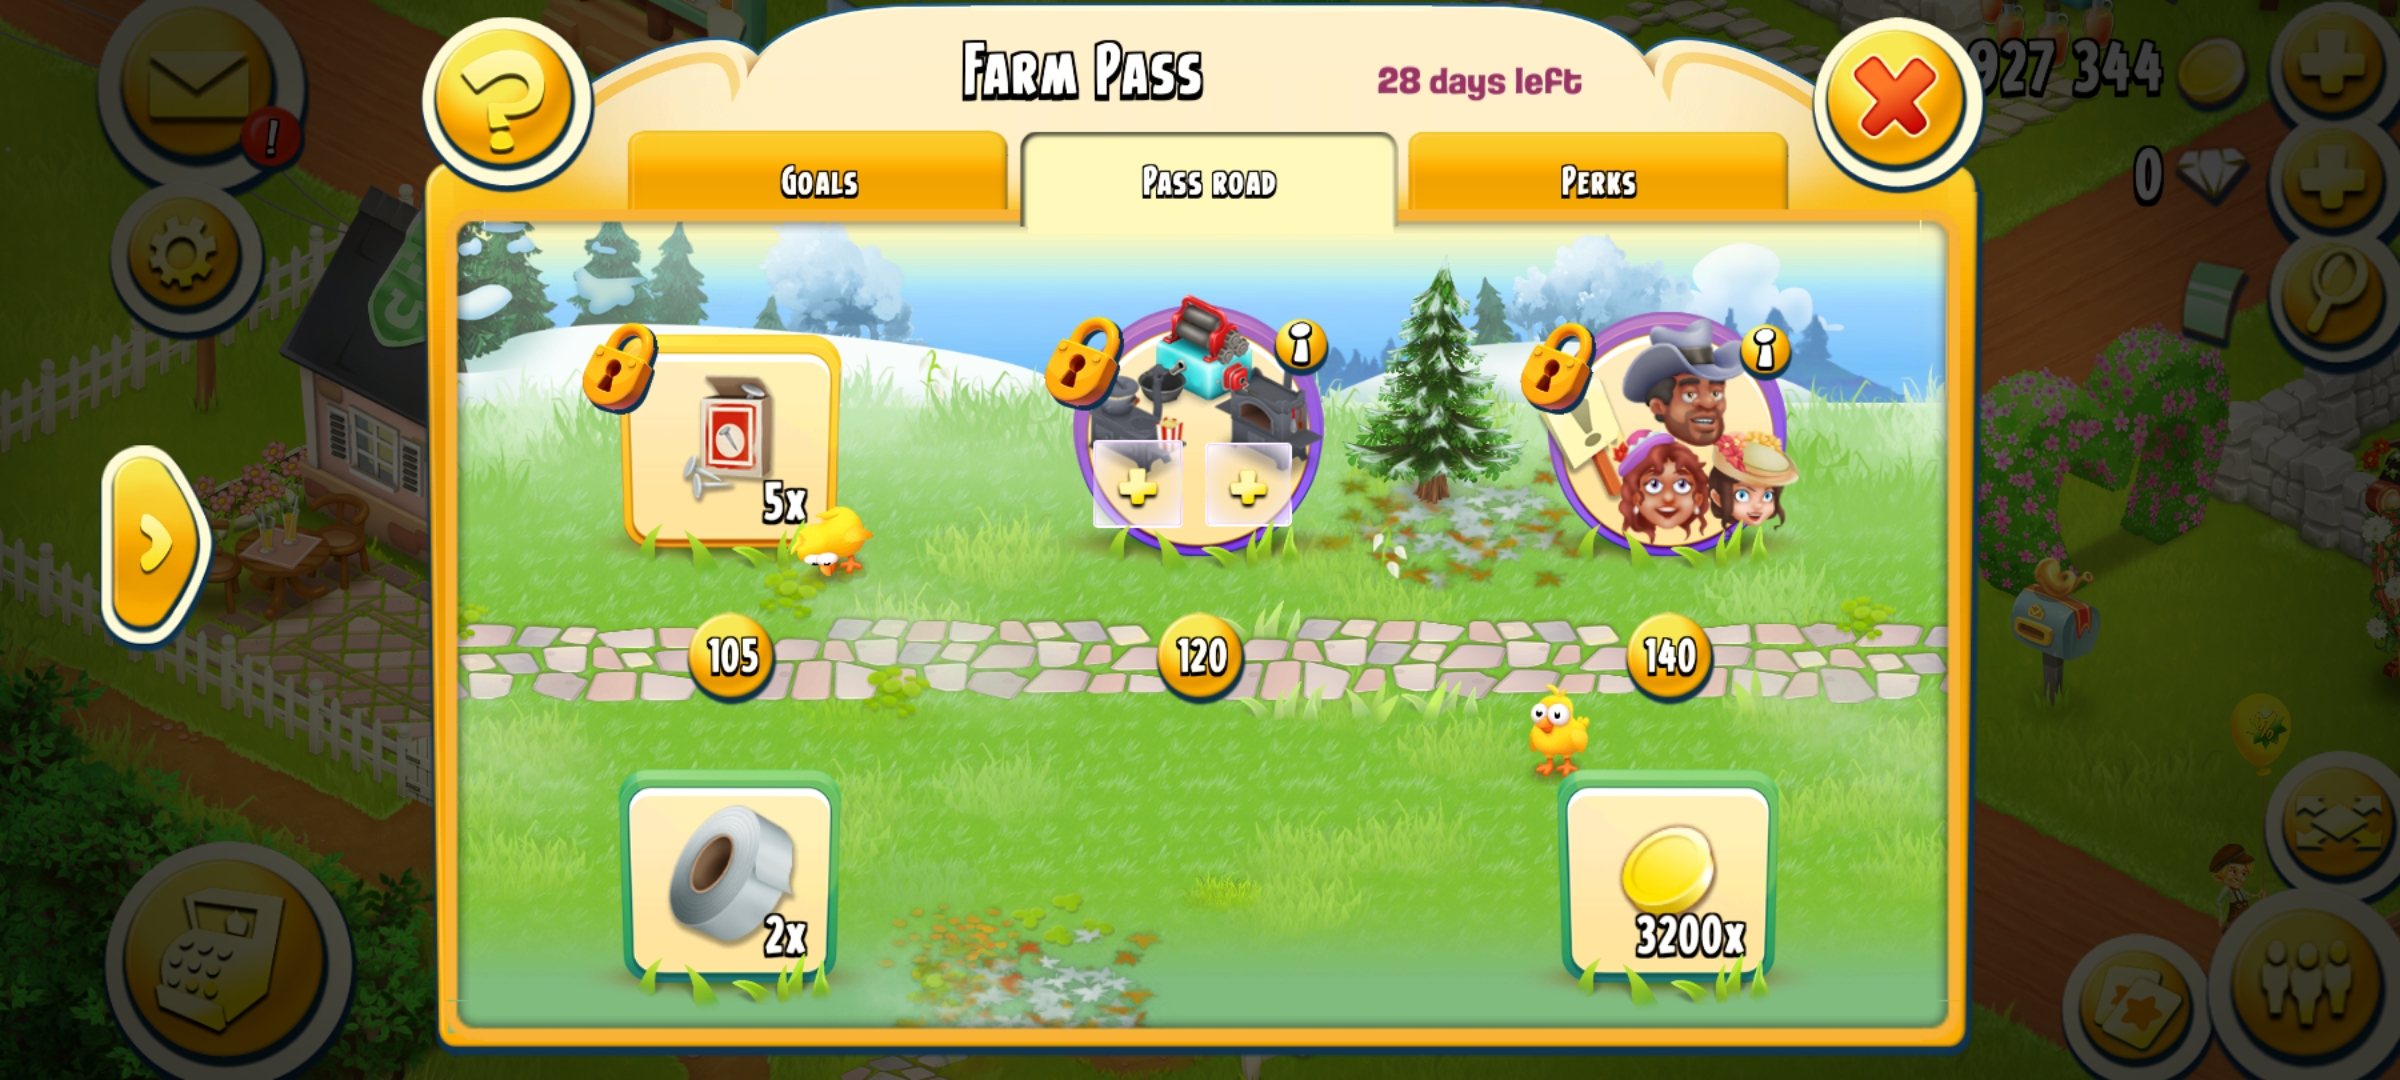 FARM PASS
28 days left
927 344
0
GOALS
PASS ROAD
PERKS
5x
105
120
140
2x
3200x